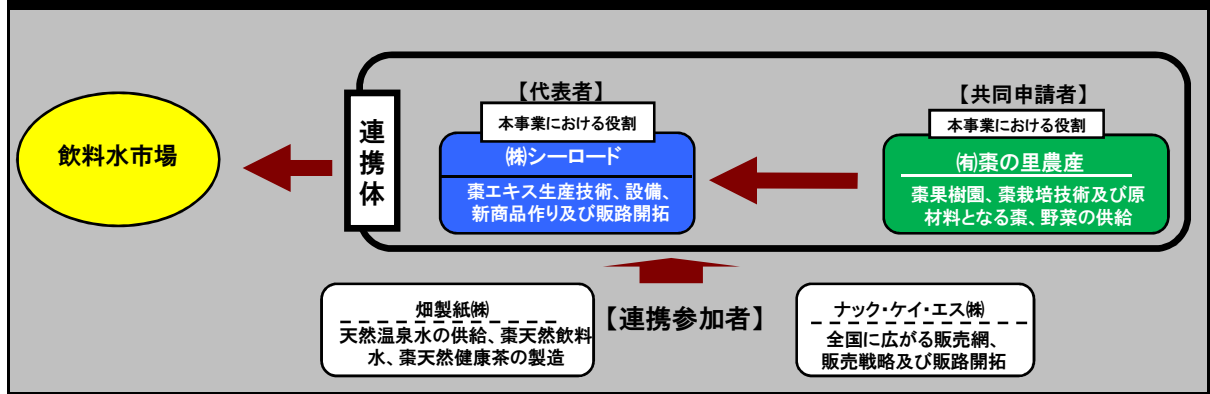 飲料水市場
連携体
【代表者】
本事業における役割
㈱シーロード
棗エキス生産技術、設備、
新商品作り及び販路開拓
【共同申請者】
本事業における役割
㈲棗の里農産
棗果樹園、棗栽培技術及び原
材料となる棗、野菜の供給
畑製紙㈱
天然温泉水の供給、棗天然飲料
水、棗天然健康茶の製造
【連携参加者】
ナック・ケイ・エス㈱
全国に広がる販売網、
販売戦略及び販路開拓